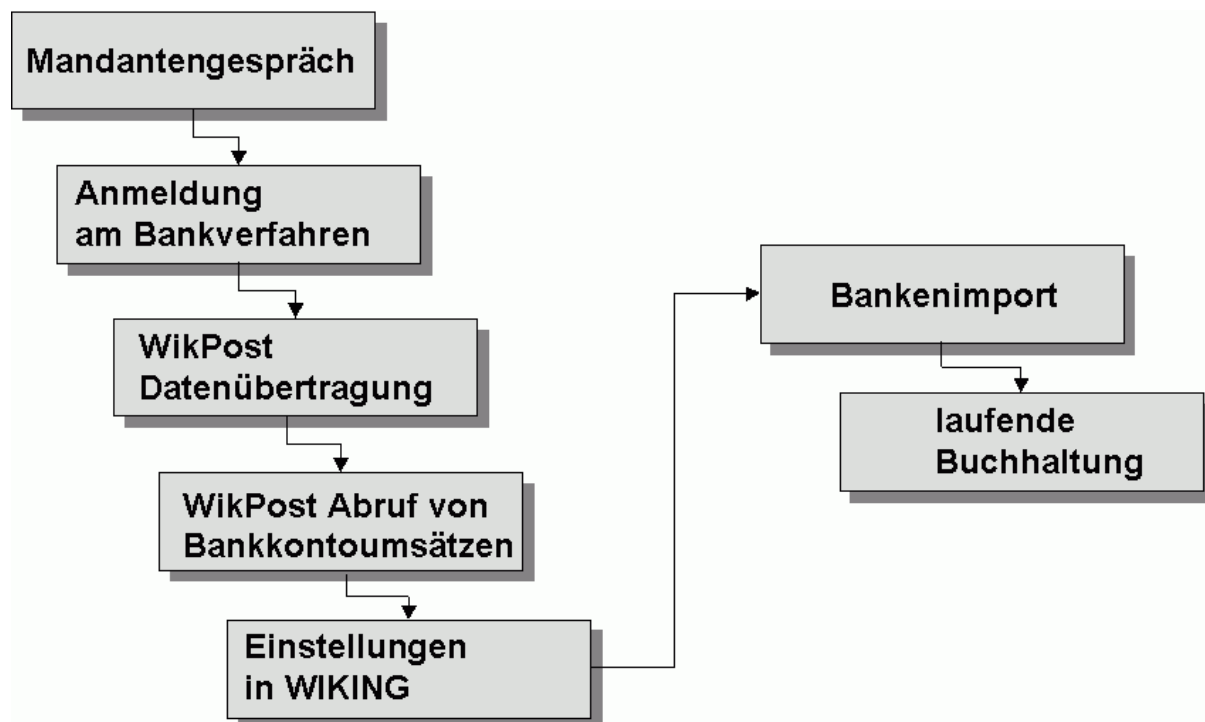 Mandantengespräch
Anmeldung
am Bankverfahren
WikPost
Datenübertragung
WikPost Abruf von
Bankkontoumsätzen
Einstellungen
in WIKING
Bankenimport
laufende
Buchhaltung